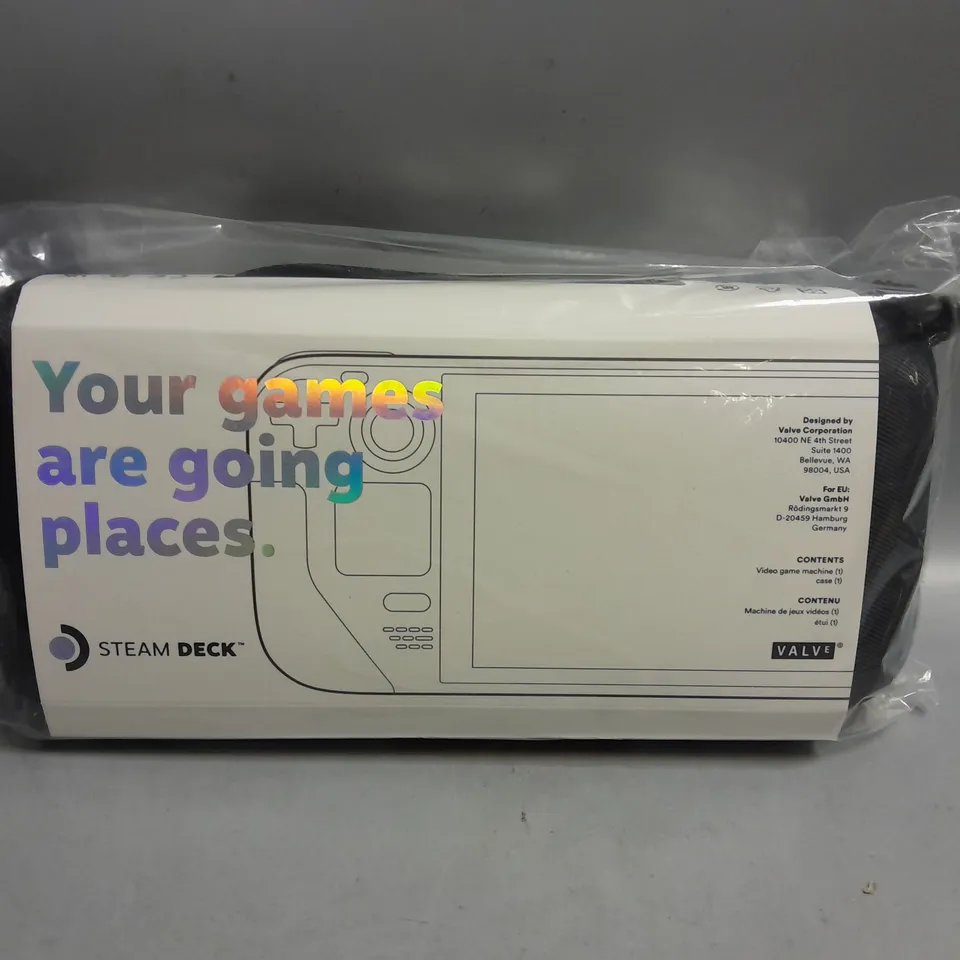 Your games
are going
places.
STEAM DECK™
Designed by
Valve Corporation
10400 NE 4th Street
Suite 1400
Bellevue, WA
98004, USA
For EU:
Valve GmbH
Rödingsmarkt 9
D-20459 Hamburg
Germany
CONTENTS
Video game machine (1)
case (1)
CONTENU
Machine de jeux vidéos (1)
étui (1)
VALVE®